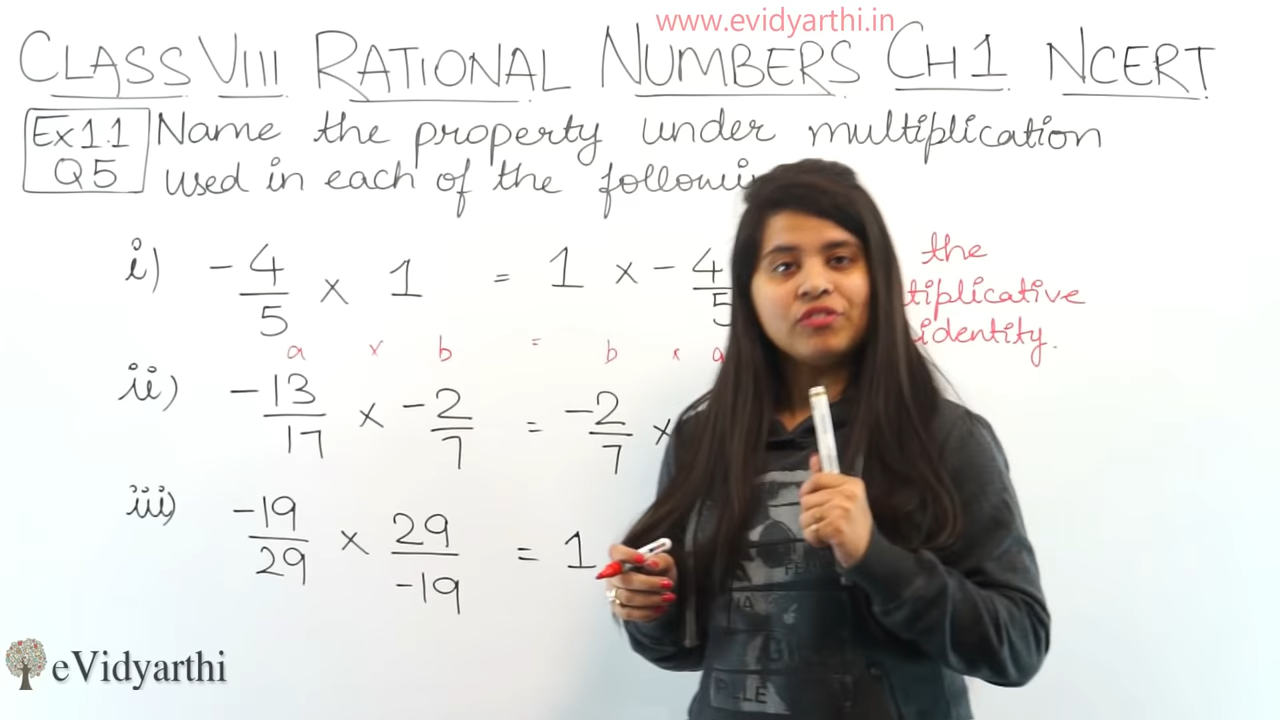 www.evidyarthi.in
CLASS VIII RATIONAL NUMBERS CH 1 NCERT
Ex 1.1
Q5
Name the property under multiplication
used in each of the
i) -4/5 × 1 = 1 × -4/5
the
identity.
a × b = b × a
ii) -13/17 × -2/7 = -2/7 ×
iii) -19/29 × 29/-19 = 1
eVidyarthi